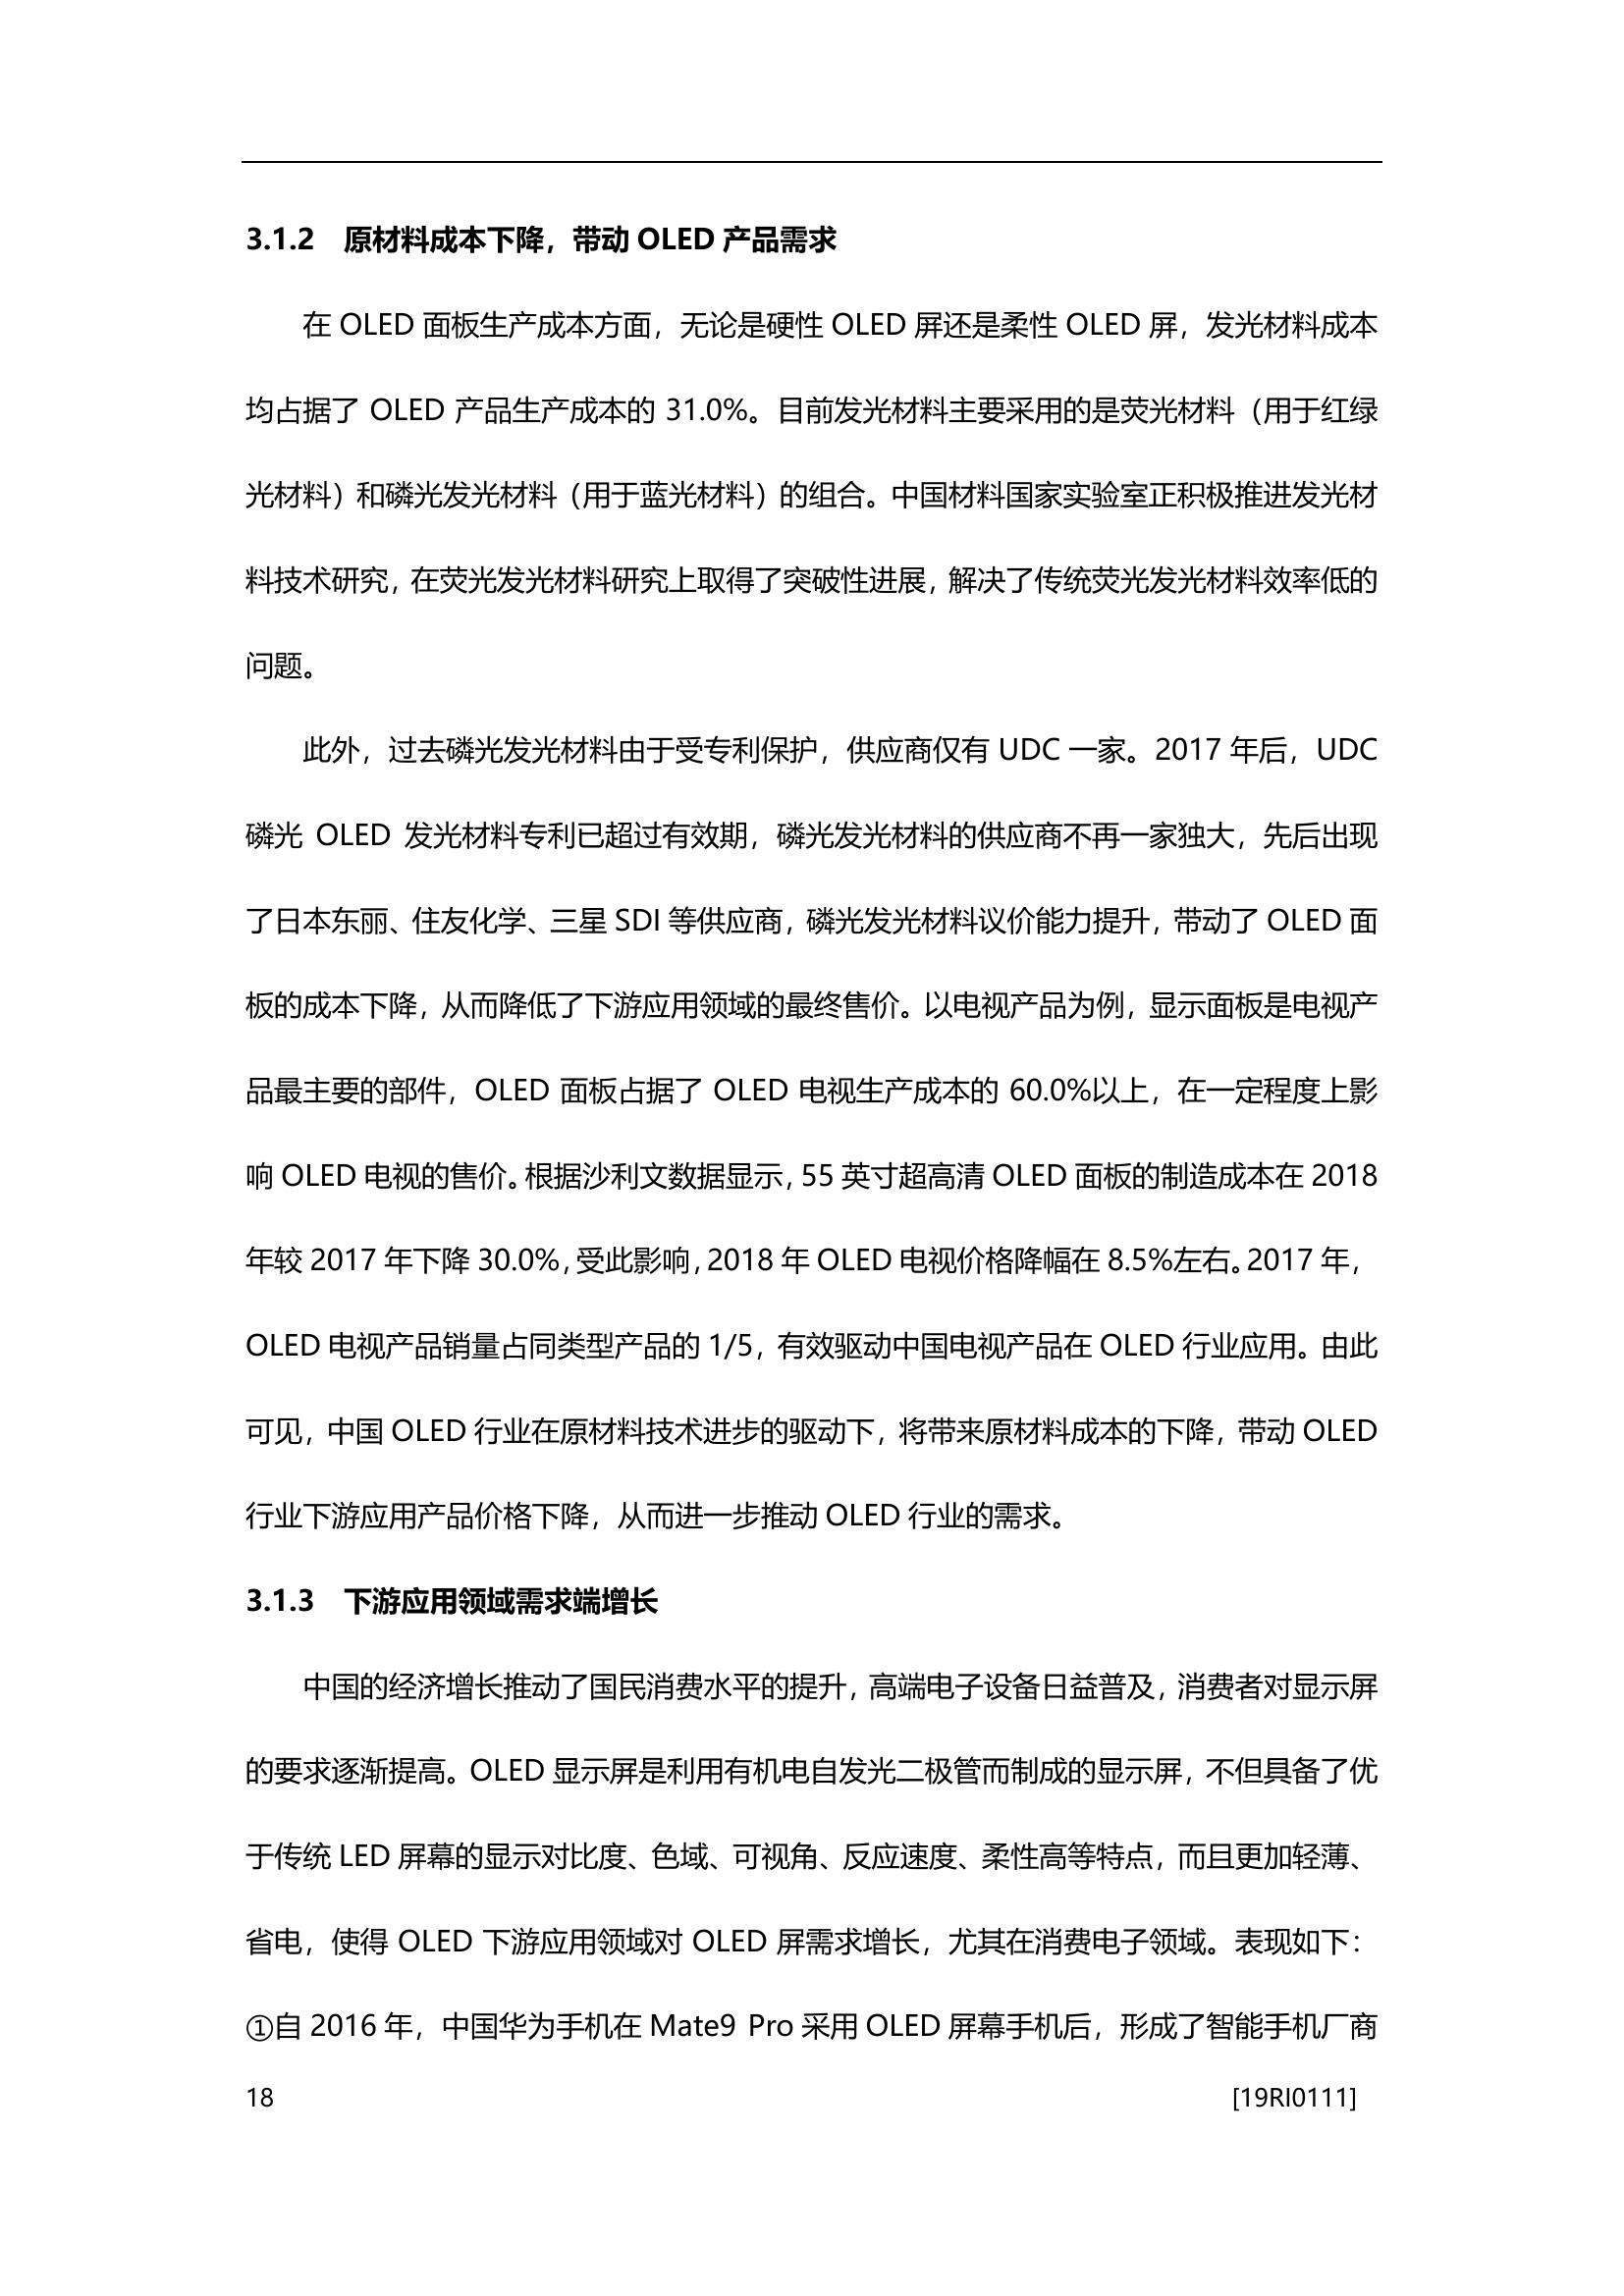 3.1.2 原材料成本下降，带动 OLED 产品需求
在 OLED 面板生产成本方面，无论是硬性 OLED 屏还是柔性 OLED 屏，发光材料成本
均占据了 OLED 产品生产成本的 31.0%。目前发光材料主要采用的是荧光材料（用于红绿
光材料）和磷光发光材料（用于蓝光材料）的组合。中国材料国家实验室正积极推进发光材
料技术研究，在荧光发光材料研究上取得了突破性进展，解决了传统荧光发光材料效率低的
问题。
此外，过去磷光发光材料由于受专利保护，供应商仅有 UDC 一家。2017 年后，UDC
磷光 OLED 发光材料专利已超过有效期，磷光发光材料的供应商不再一家独大，先后出现
了日本东丽、住友化学、三星 SDI 等供应商，磷光发光材料议价能力提升，带动了 OLED 面
板的成本下降，从而降低了下游应用领域的最终售价。以电视产品为例，显示面板是电视产
品最主要的部件，OLED 面板占据了 OLED 电视生产成本的 60.0%以上，在一定程度上影
响 OLED 电视的售价。根据沙利文数据显示，55 英寸超高清 OLED 面板的制造成本在 2018
年较 2017 年下降 30.0%，受此影响，2018 年 OLED 电视价格降幅在 8.5%左右。2017 年，
OLED 电视产品销量占同类型产品的 1/5，有效驱动中国电视产品在 OLED 行业应用。由此
可见，中国 OLED 行业在原材料技术进步的驱动下，将带来原材料成本的下降，带动 OLED
行业下游应用产品价格下降，从而进一步推动 OLED 行业的需求。
3.1.3 下游应用领域需求端增长
中国的经济增长推动了国民消费水平的提升，高端电子设备日益普及，消费者对显示屏
的要求逐渐提高。OLED 显示屏是利用有机电自发光二极管而制成的显示屏，不但具备了优
于传统 LED 屏幕的显示对比度、色域、可视角、反应速度、柔性高等特点，而且更加轻薄、
省电，使得 OLED 下游应用领域对 OLED 屏需求增长，尤其在消费电子领域。表现如下：
①自 2016 年，中国华为手机在 Mate9 Pro 采用 OLED 屏幕手机后，形成了智能手机厂商
18 [19RI0111]